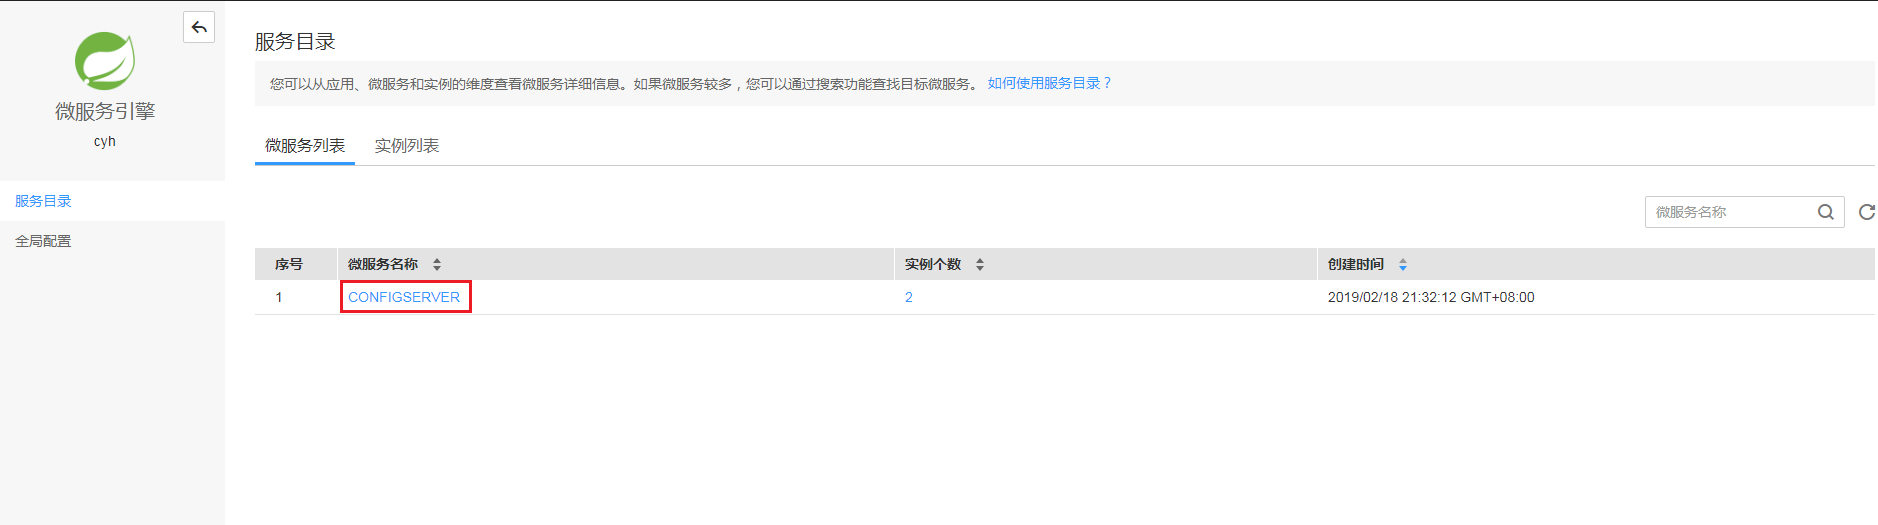 微服务引擎
cyh
服务目录
全局配置
服务目录
您可以从应用、微服务和实例的维度查看微服务详细信息。如果微服务较多，您可以通过搜索功能查找目标微服务。 如何使用服务目录？
微服务列表 实例列表
微服务名称
序号 微服务名称 实例个数 创建时间
1 CONFIGSERVER 2 2019/02/18 21:32:12 GMT+08:00